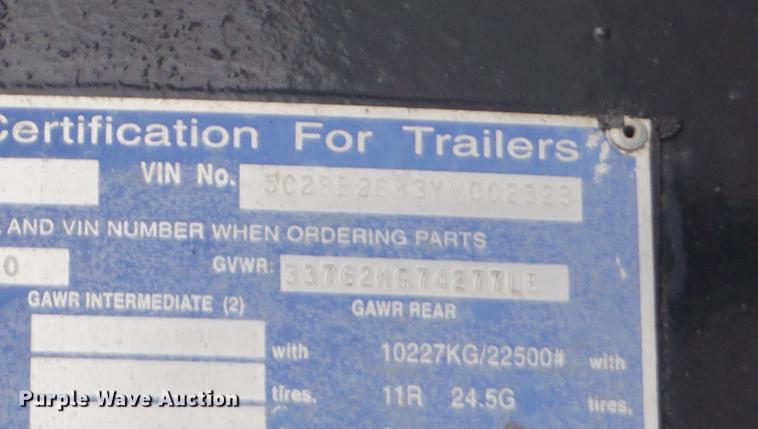 Certification For Trailers
VIN No.
AND VIN NUMBER WHEN ORDERING PARTS
0 GVWR: 33762KG74277LB
GAWR INTERMEDIATE (2) GAWR REAR
with 10227KG/22500# with
tires. 11R 24.5G tires.
Purple Wave Auction